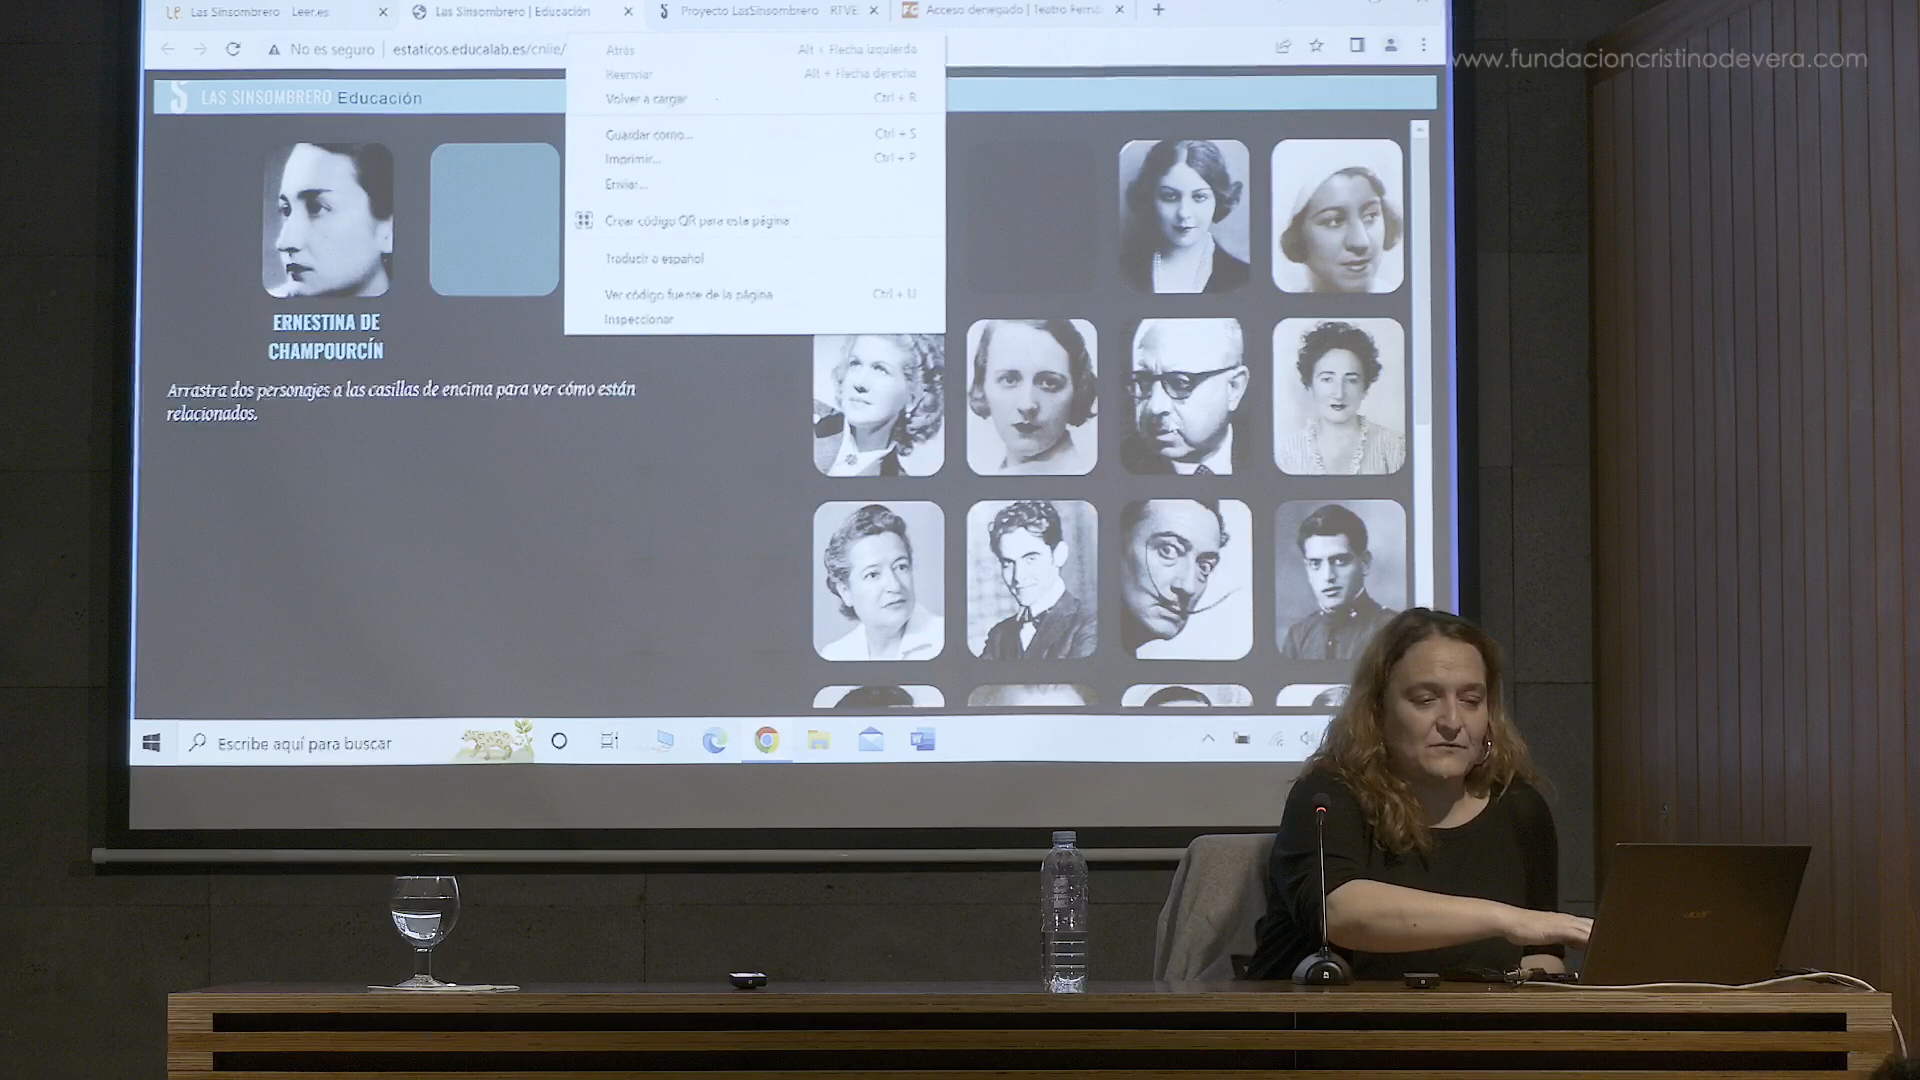 Las Sinsombrero Leer.es
Las Sinsombrero | Educación
Proyecto LasSinsombrero RTVE
Acceso denegado | Teatro
No es seguro
estaticos.educalab.es/cniie/
www.fundacioncristinodevera.com
LAS SINSOMBRERO Educación
Atrás Alt + Flecha izquierda
Reenviar Alt + Flecha derecha
Volver a cargar Ctrl + R
Guardar como... Ctrl + S
Imprimir... Ctrl + P
Enviar...
Crear código QR para esta página
Traducir a español
Ver código fuente de la página Ctrl + U
Inspeccionar
ERNESTINA DE
CHAMPOURCÍN
Arrastra dos personajes a las casillas de encima para ver cómo están
relacionados.
Escribe aquí para buscar
acer